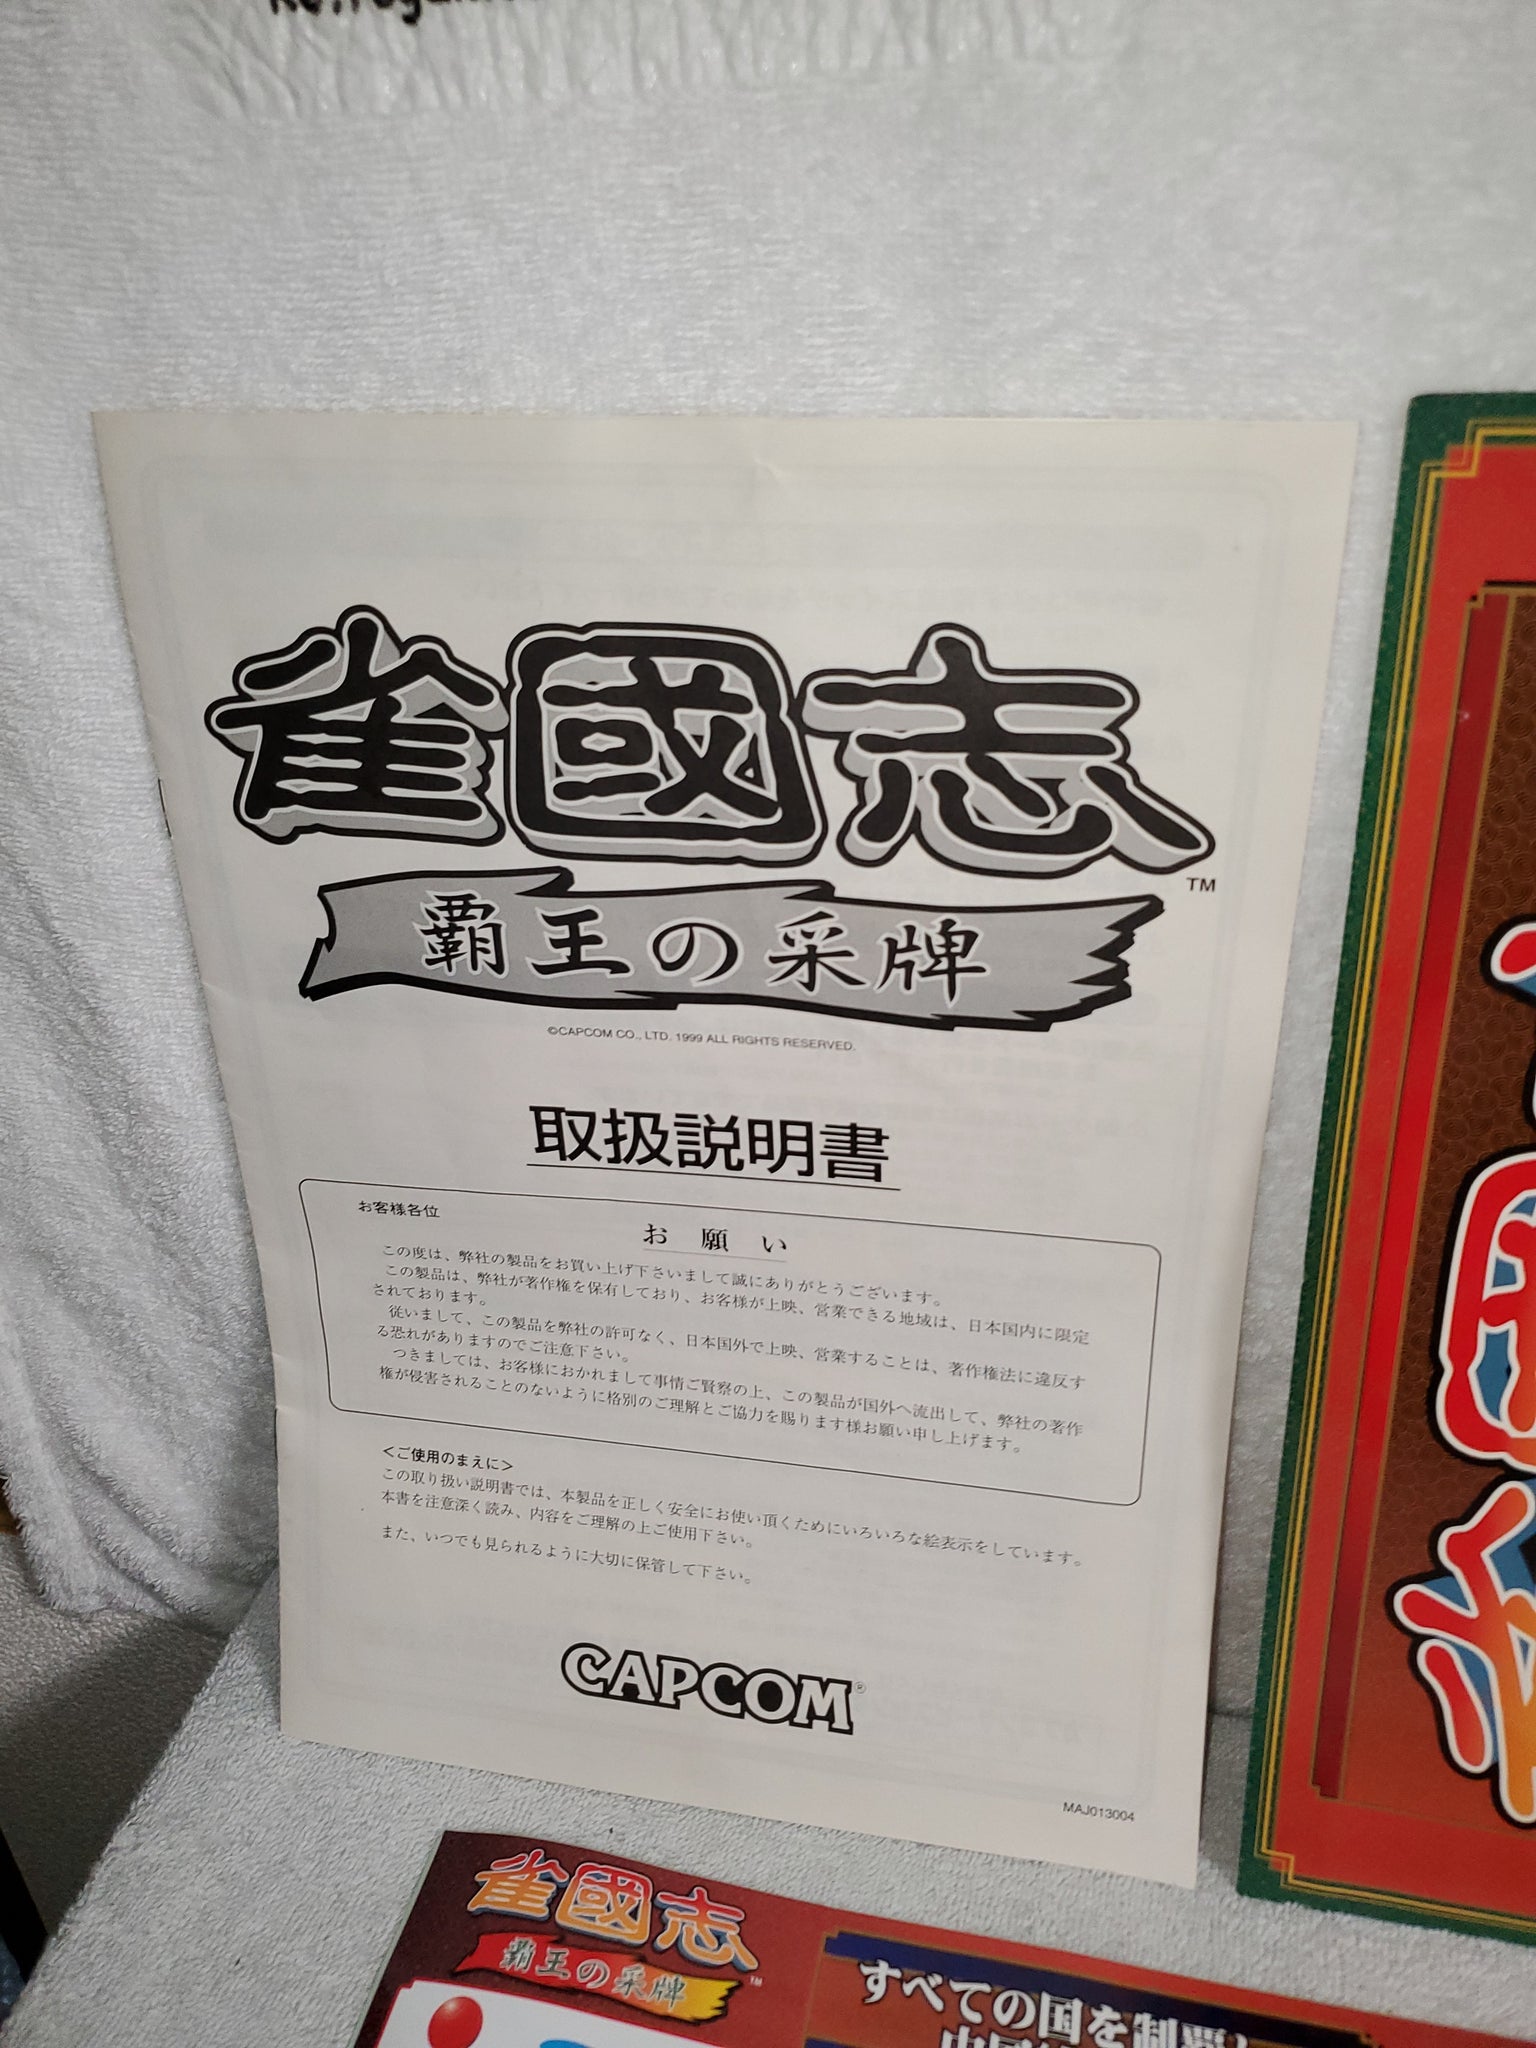 雀國志
TM
覇王の采牌
©CAPCOM CO., LTD. 1999 ALL RIGHTS RESERVED.
取扱説明書
お客様各位
お願い
この度は、弊社の製品をお買い上げ下さいまして誠にありがとうございます。
この製品は、弊社が著作権を保有しており、お客様が上映、営業できる地域は、日本国内に限定
されております。
従いまして、この製品を弊社の許可なく、日本国外で上映、営業することは、著作権法に違反す
る恐れがありますのでご注意下さい。
つきましては、お客様におかれまして事情ご賢察の上、この製品が国外へ流出して、弊社の著作
権が侵害されることのないように格別のご理解とご協力を賜ります様お願い申し上げます。
<ご使用のまえに>
この取り扱い説明書では、本製品を正しく安全にお使い頂くためにいろいろな絵表示をしています。
本書を注意深く読み、内容をご理解の上ご使用下さい。
また、いつでも見られるように大切に保管して下さい。
CAPCOM®
MAJ013004
雀國志
覇王の采牌
TM
すべての国を制覇し